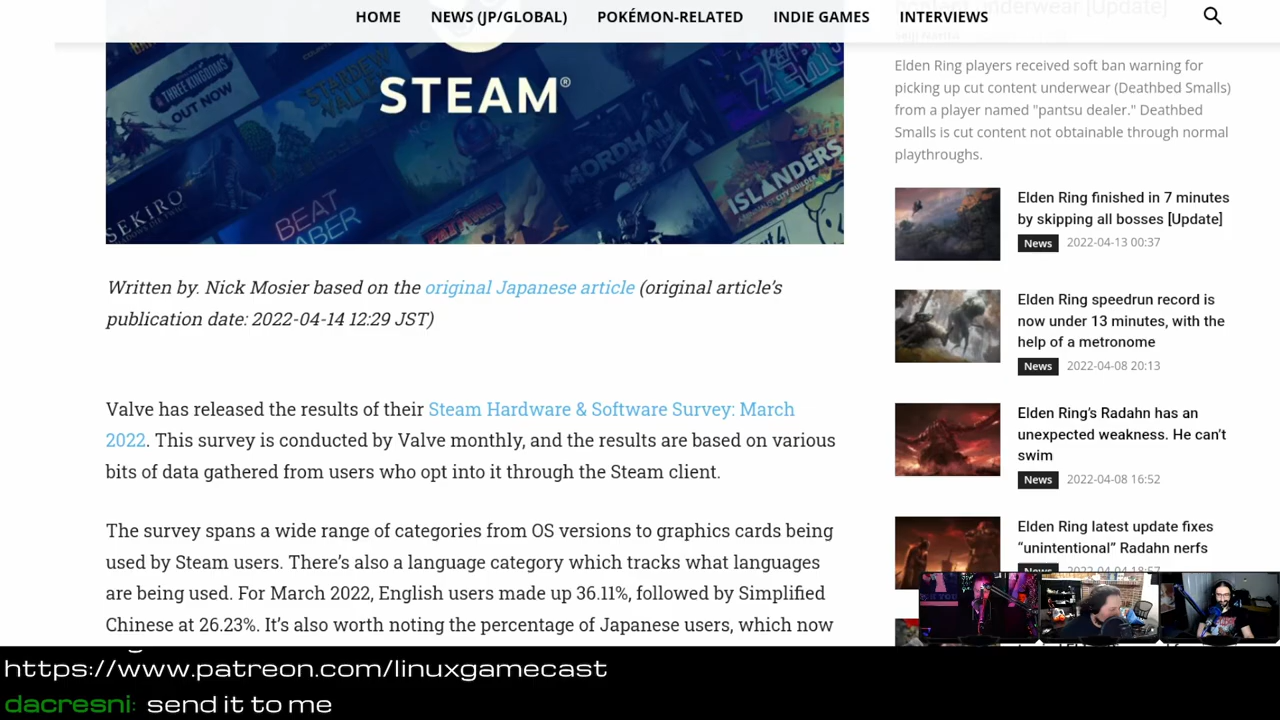 HOME
NEWS (JP/GLOBAL)
POKÉMON-RELATED
INDIE GAMES
INTERVIEWS
THREE KINGDOMS
OUT NOW
STARDEW VALLEY
STEAM®
MORDHAU
ISLANDERS
SEKIRO
BEAT
SABER
Written by. Nick Mosier based on the original Japanese article (original article's
publication date: 2022-04-14 12:29 JST)
Valve has released the results of their Steam Hardware & Software Survey: March
2022. This survey is conducted by Valve monthly, and the results are based on various
bits of data gathered from users who opt into it through the Steam client.
The survey spans a wide range of categories from OS versions to graphics cards being
used by Steam users. There's also a language category which tracks what languages
are being used. For March 2022, English users made up 36.11%, followed by Simplified
Chinese at 26.23%. It's also worth noting the percentage of Japanese users, which now
underwear [Update]
Elden Ring players received soft ban warning for
picking up cut content underwear (Deathbed Smalls)
from a player named "pantsu dealer." Deathbed
Smalls is cut content not obtainable through normal
playthroughs.
Elden Ring finished in 7 minutes
by skipping all bosses [Update]
News 2022-04-13 00:37
Elden Ring speedrun record is
now under 13 minutes, with the
help of a metronome
News 2022-04-08 20:13
Elden Ring's Radahn has an
unexpected weakness. He can't
swim
News 2022-04-08 16:52
Elden Ring latest update fixes
“unintentional” Radahn nerfs
News 2022-04-04 18:57
https://www.patreon.com/linuxgamecast
dacresni: send it to me